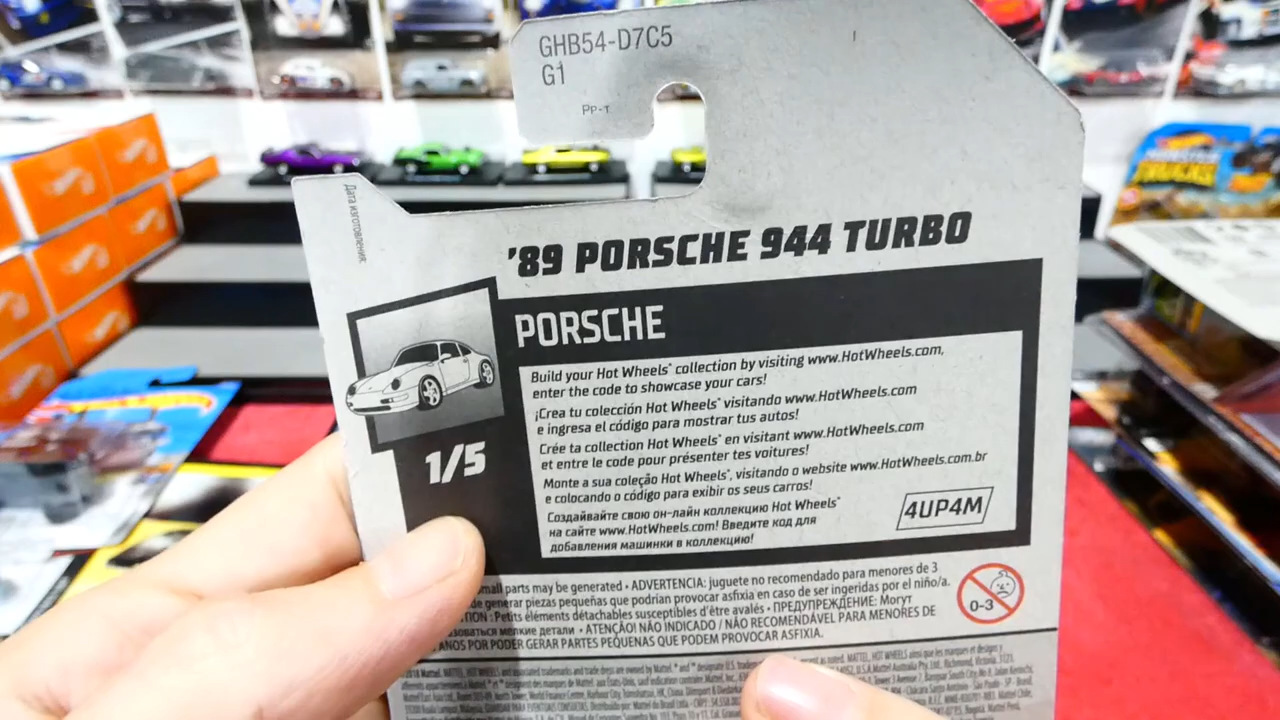 GHB54-D7C5
G1
Pp-т
Дата изготовления:
'89 PORSCHE 944 TURBO
PORSCHE
1/5
Build your Hot Wheels® collection by visiting www.HotWheels.com,
enter the code to showcase your cars!
¡Crea tu colección Hot Wheels® visitando www.HotWheels.com
e ingresa el código para mostrar tus autos!
Crée ta collection Hot Wheels® en visitant www.HotWheels.com
et entre le code pour présenter tes voitures!
Monte a sua coleção Hot Wheels®, visitando o website www.HotWheels.com.br
e colocando o código para exibir os seus carros!
Создавайте свою он-лайн коллекцию Hot Wheels®
на сайте www.HotWheels.com! Введите код для
добавления машинки в коллекцию!
4UP4M
mall parts may be generated • ADVERTENCIA: juguete no recomendado para menores de 3
de generar piezas pequeñas que podrían provocar asfixia en caso de ser ingeridas por el niño/a.
TION : Petits éléments détachables susceptibles d'être avalés • ПРЕДУПРЕЖДЕНИЕ: Могут
зоваться мелкие детали • ATENÇÃO! NÃO INDICADO / NÃO RECOMENDÁVEL PARA MENORES DE
ANOS POR PODER GERAR PARTES PEQUENAS QUE PODEM PROVOCAR ASFIXIA.
0-3